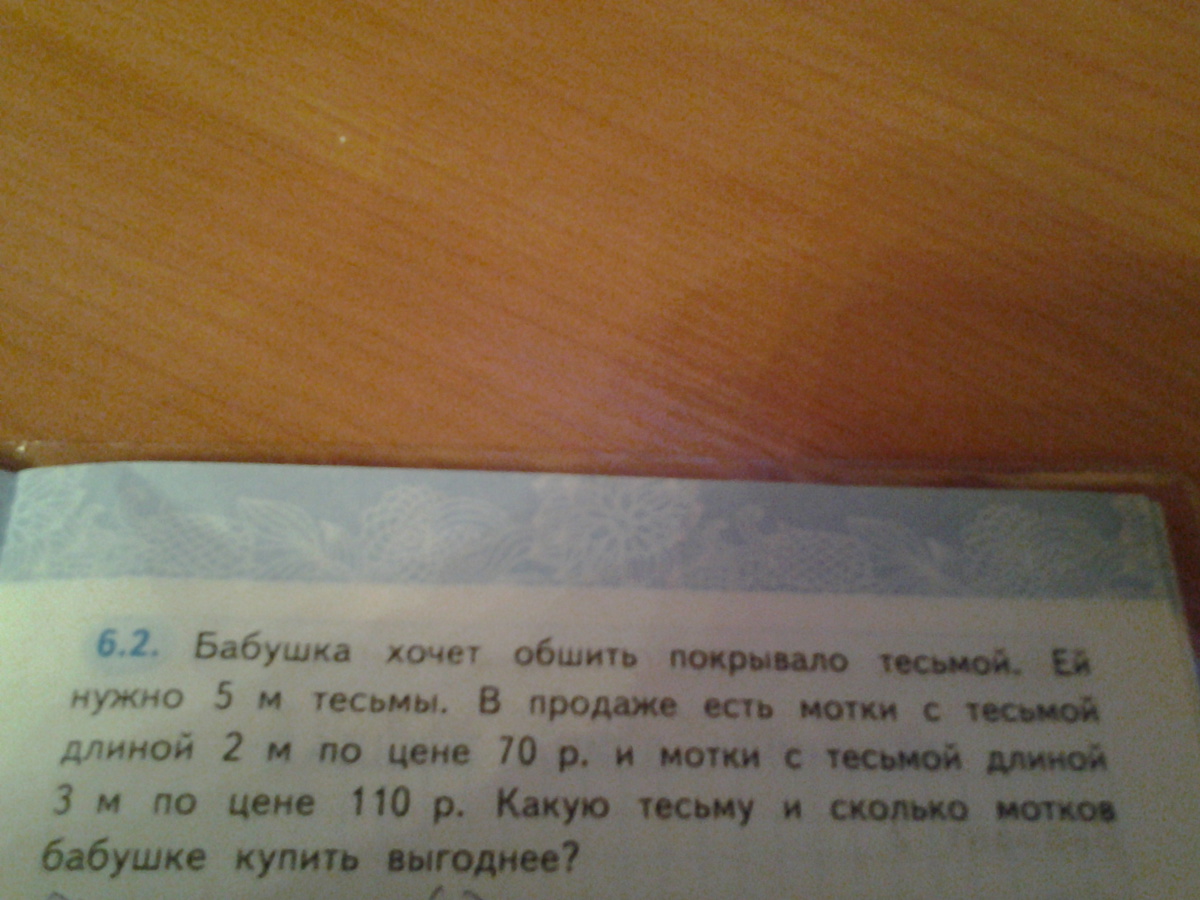 6.2. Бабушка хочет обшить покрывало тесьмой. Ей
нужно 5 м тесьмы. В продаже есть мотки с тесьмой
длиной 2 м по цене 70 р. и мотки с тесьмой длиной
3 м по цене 110 р. Какую тесьму и сколько мотков
бабушке купить выгоднее?